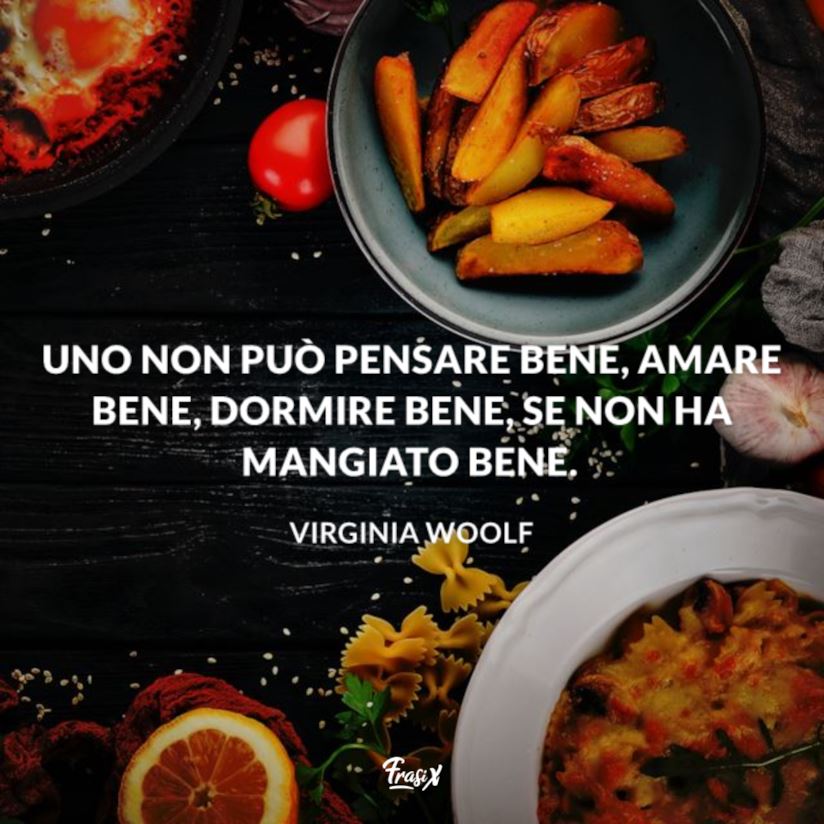 UNO NON PUÒ PENSARE BENE, AMARE
BENE, DORMIRE BENE, SE NON HA
MANGIATO BENE.
VIRGINIA WOOLF
FrasiX